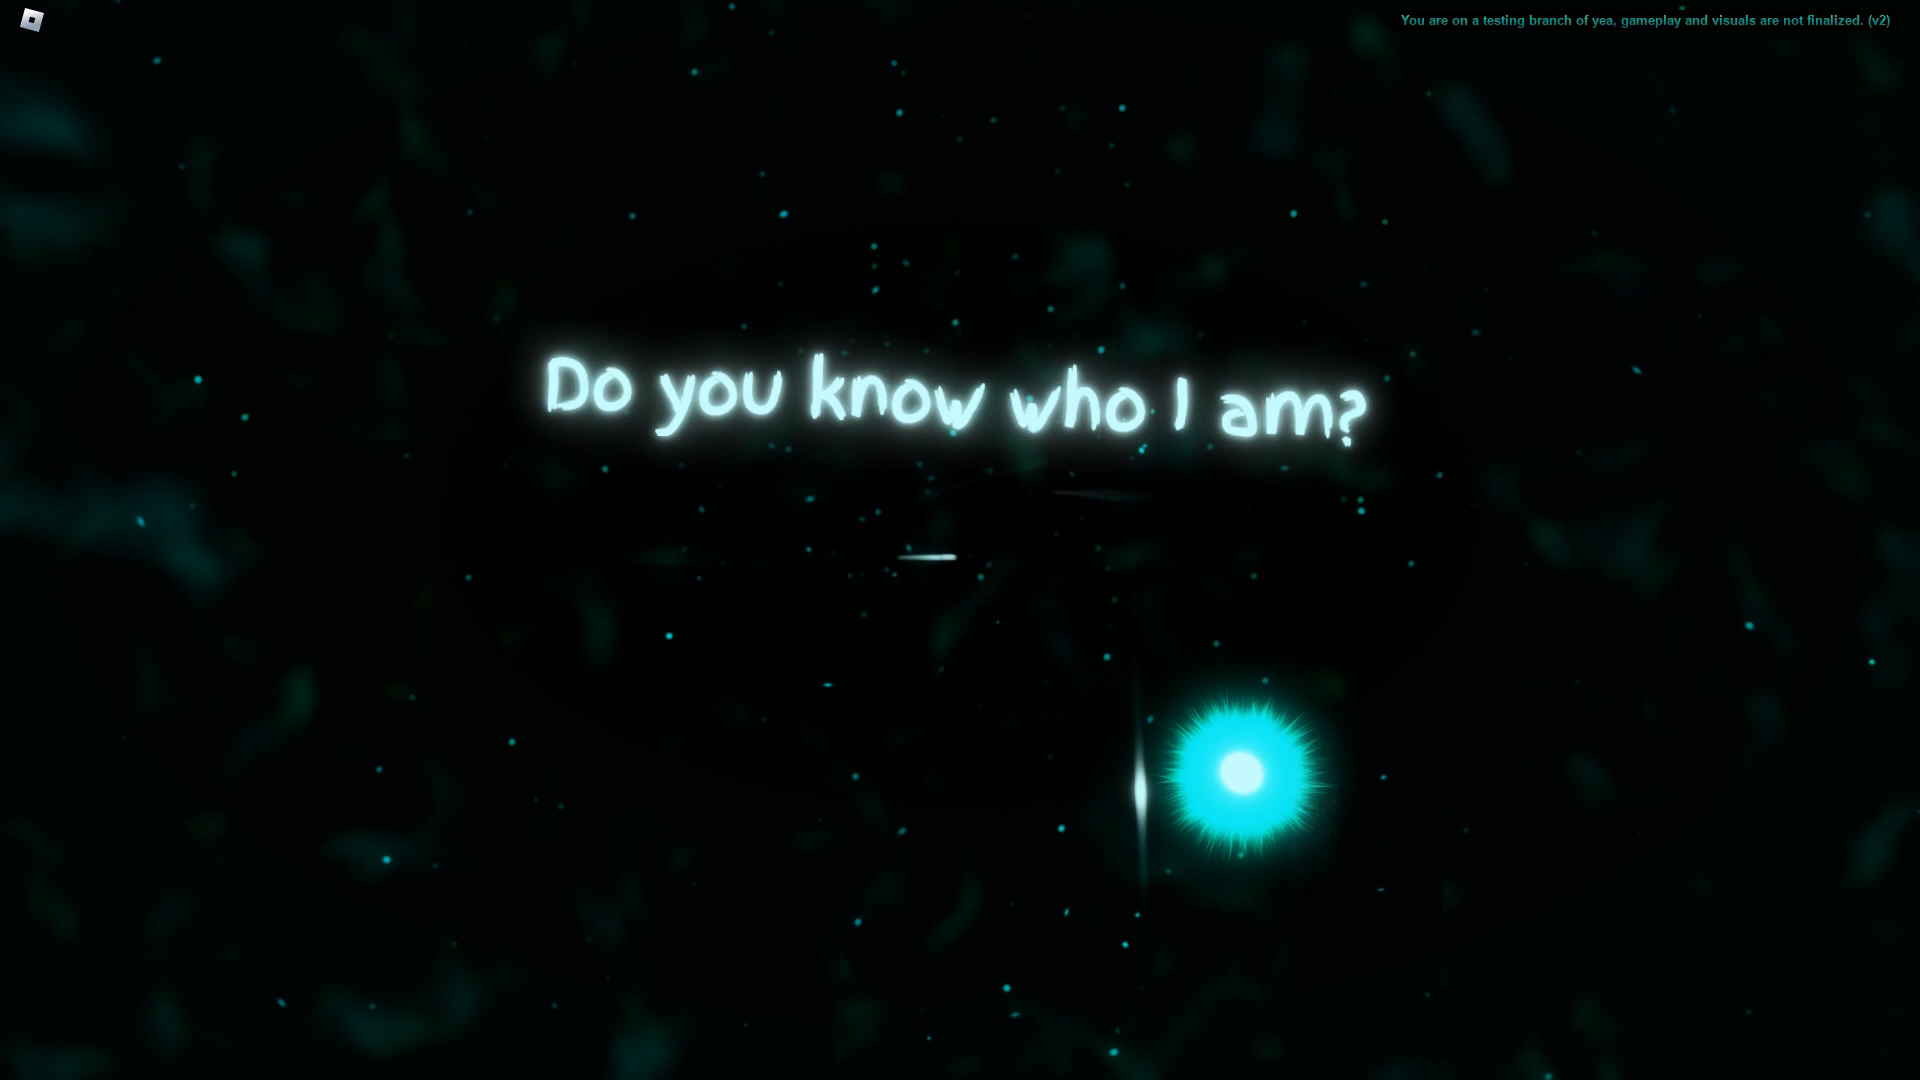 You are on a testing branch of yea, gameplay and visuals are not finalized. (v2)
Do you know who I am?